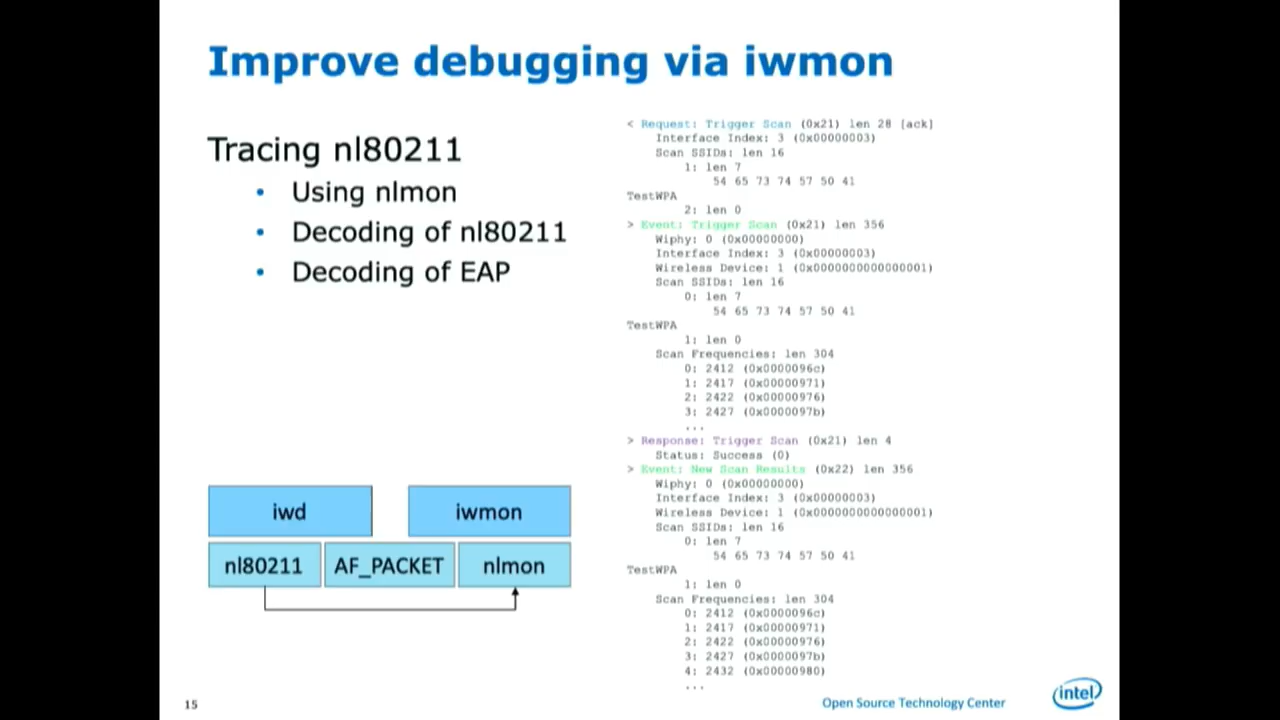 Improve debugging via iwmon
Tracing nl80211
• Using nlmon
• Decoding of nl80211
• Decoding of EAP
< Request: Trigger Scan (0x21) len 28 [ack]
Interface Index: 3 (0x00000003)
Scan SSIDs: len 16
1: len 7
54 65 73 74 57 50 41
TestWPA
2: len 0
> Event: Trigger Scan (0x21) len 356
Wiphy: 0 (0x00000000)
Interface Index: 3 (0x00000003)
Wireless Device: 1 (0x0000000000000001)
Scan SSIDs: len 16
0: len 7
54 65 73 74 57 50 41
TestWPA
1: len 0
Scan Frequencies: len 304
0: 2412 (0x0000096c)
1: 2417 (0x00000971)
2: 2422 (0x00000976)
3: 2427 (0x0000097b)
...
> Response: Trigger Scan (0x21) len 4
Status: Success (0)
> Event: New Scan Results (0x22) len 356
Wiphy: 0 (0x00000000)
Interface Index: 3 (0x00000003)
Wireless Device: 1 (0x0000000000000001)
Scan SSIDs: len 16
0: len 7
54 65 73 74 57 50 41
TestWPA
1: len 0
Scan Frequencies: len 304
0: 2412 (0x0000096c)
1: 2417 (0x00000971)
2: 2422 (0x00000976)
3: 2427 (0x0000097b)
4: 2432 (0x00000980)
...
iwd
iwmon
nl80211
AF_PACKET
nlmon
15
Open Source Technology Center
intel